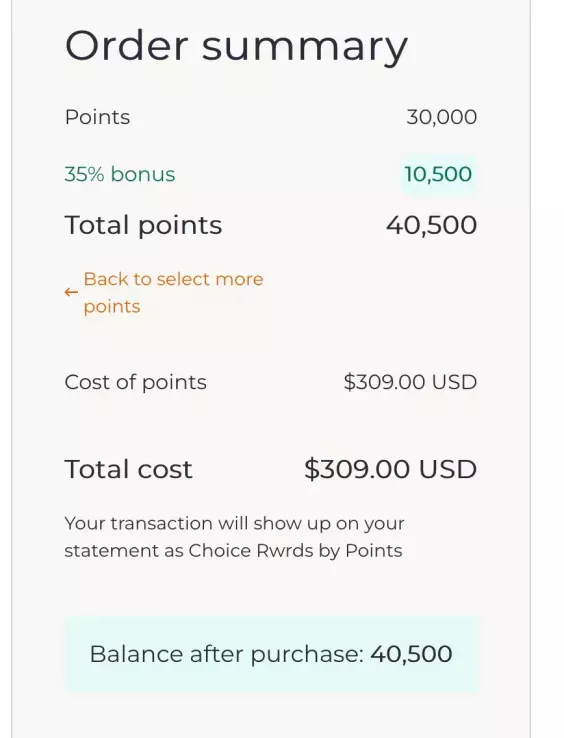 Order summary
Points 30,000
35% bonus 10,500
Total points 40,500
← Back to select more
points
Cost of points $309.00 USD
Total cost $309.00 USD
Your transaction will show up on your
statement as Choice Rwrds by Points
Balance after purchase: 40,500